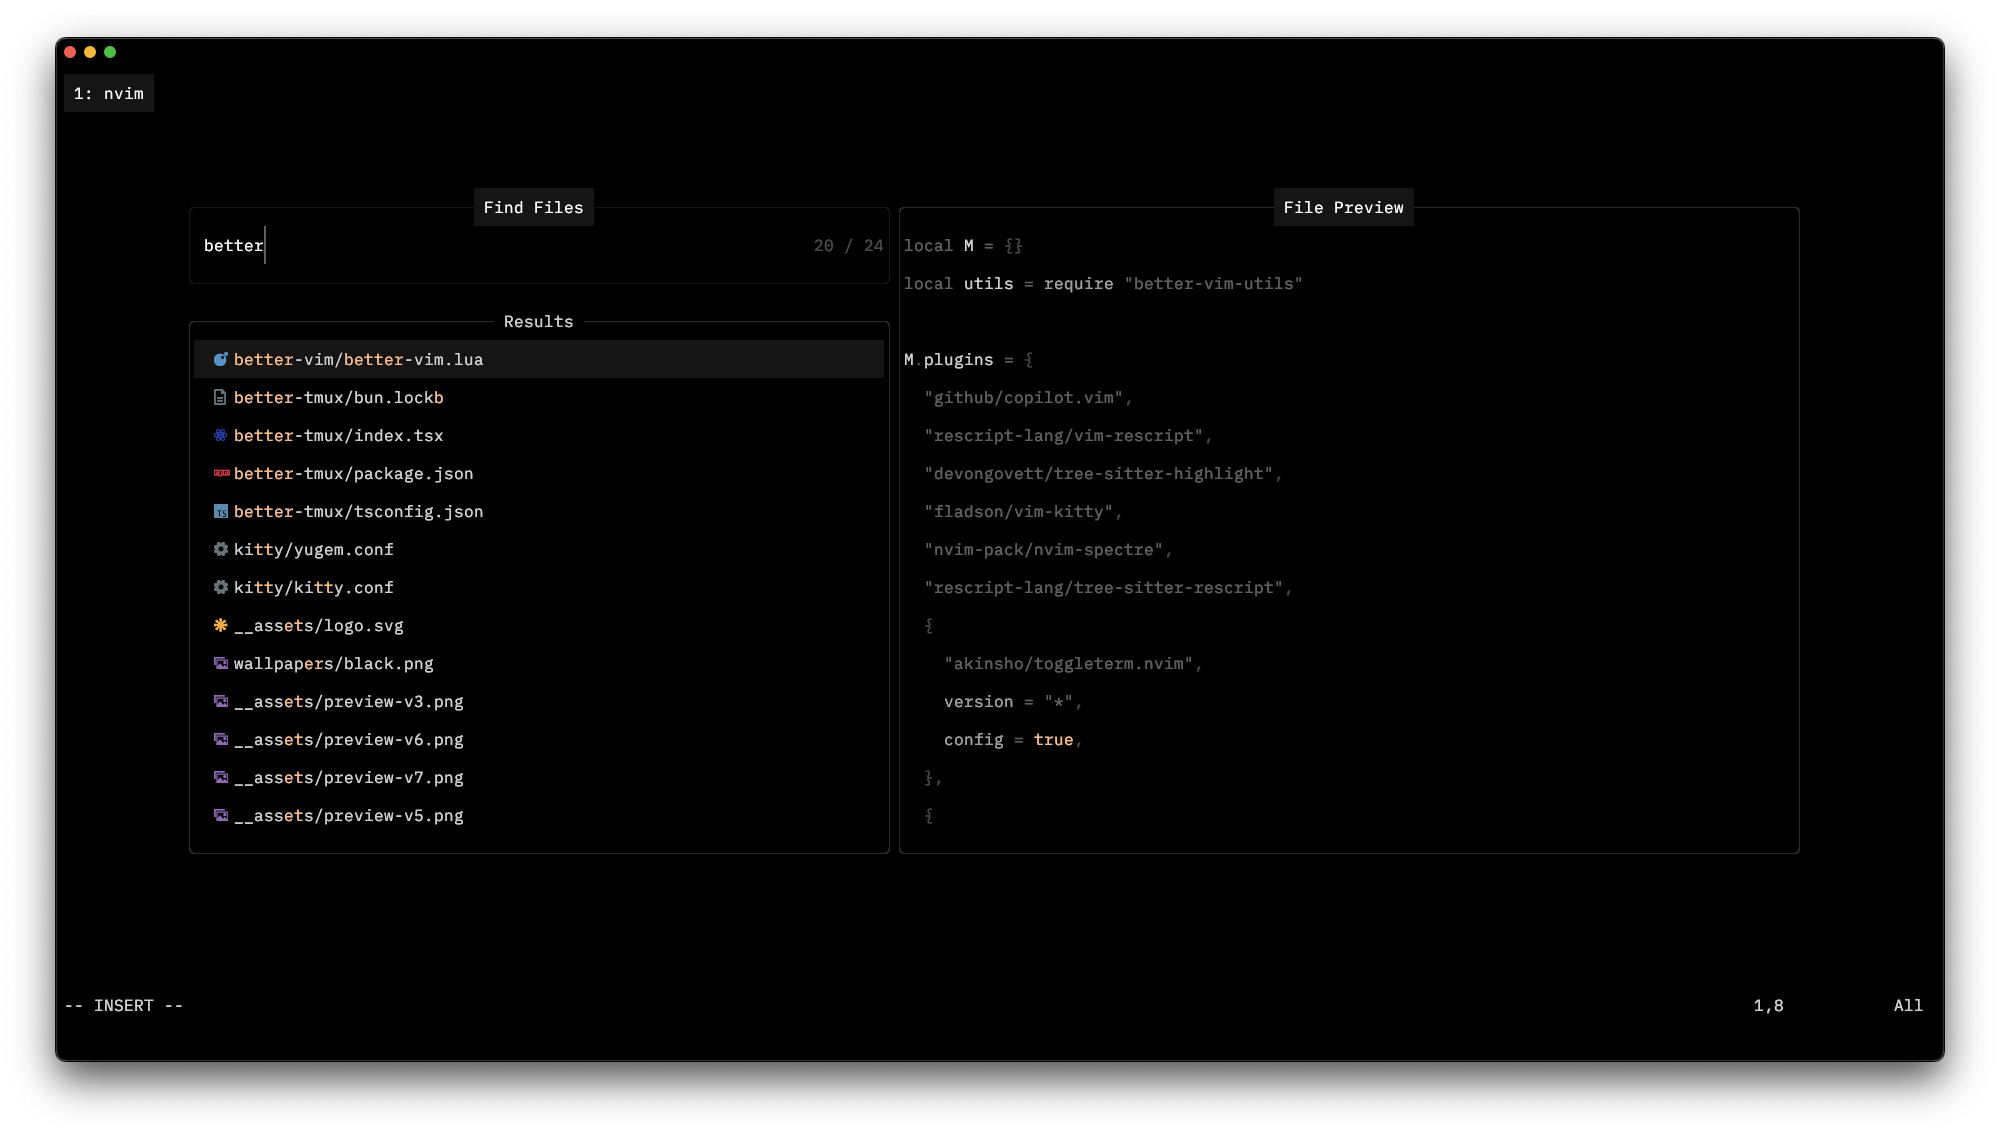 1: nvim
Find Files
better
20 / 24
Results
better-vim/better-vim.lua
better-tmux/bun.lockb
better-tmux/index.tsx
better-tmux/package.json
better-tmux/tsconfig.json
kitty/yugem.conf
kitty/kitty.conf
__assets/logo.svg
wallpapers/black.png
__assets/preview-v3.png
__assets/preview-v6.png
__assets/preview-v7.png
__assets/preview-v5.png
File Preview
local M = {}
local utils = require "better-vim-utils"
M.plugins = {
"github/copilot.vim",
"rescript-lang/vim-rescript",
"devongovett/tree-sitter-highlight",
"fladson/vim-kitty",
"nvim-pack/nvim-spectre",
"rescript-lang/tree-sitter-rescript",
{
"akinsho/toggleterm.nvim",
version = "*",
config = true,
},
{
-- INSERT --
1,8
All